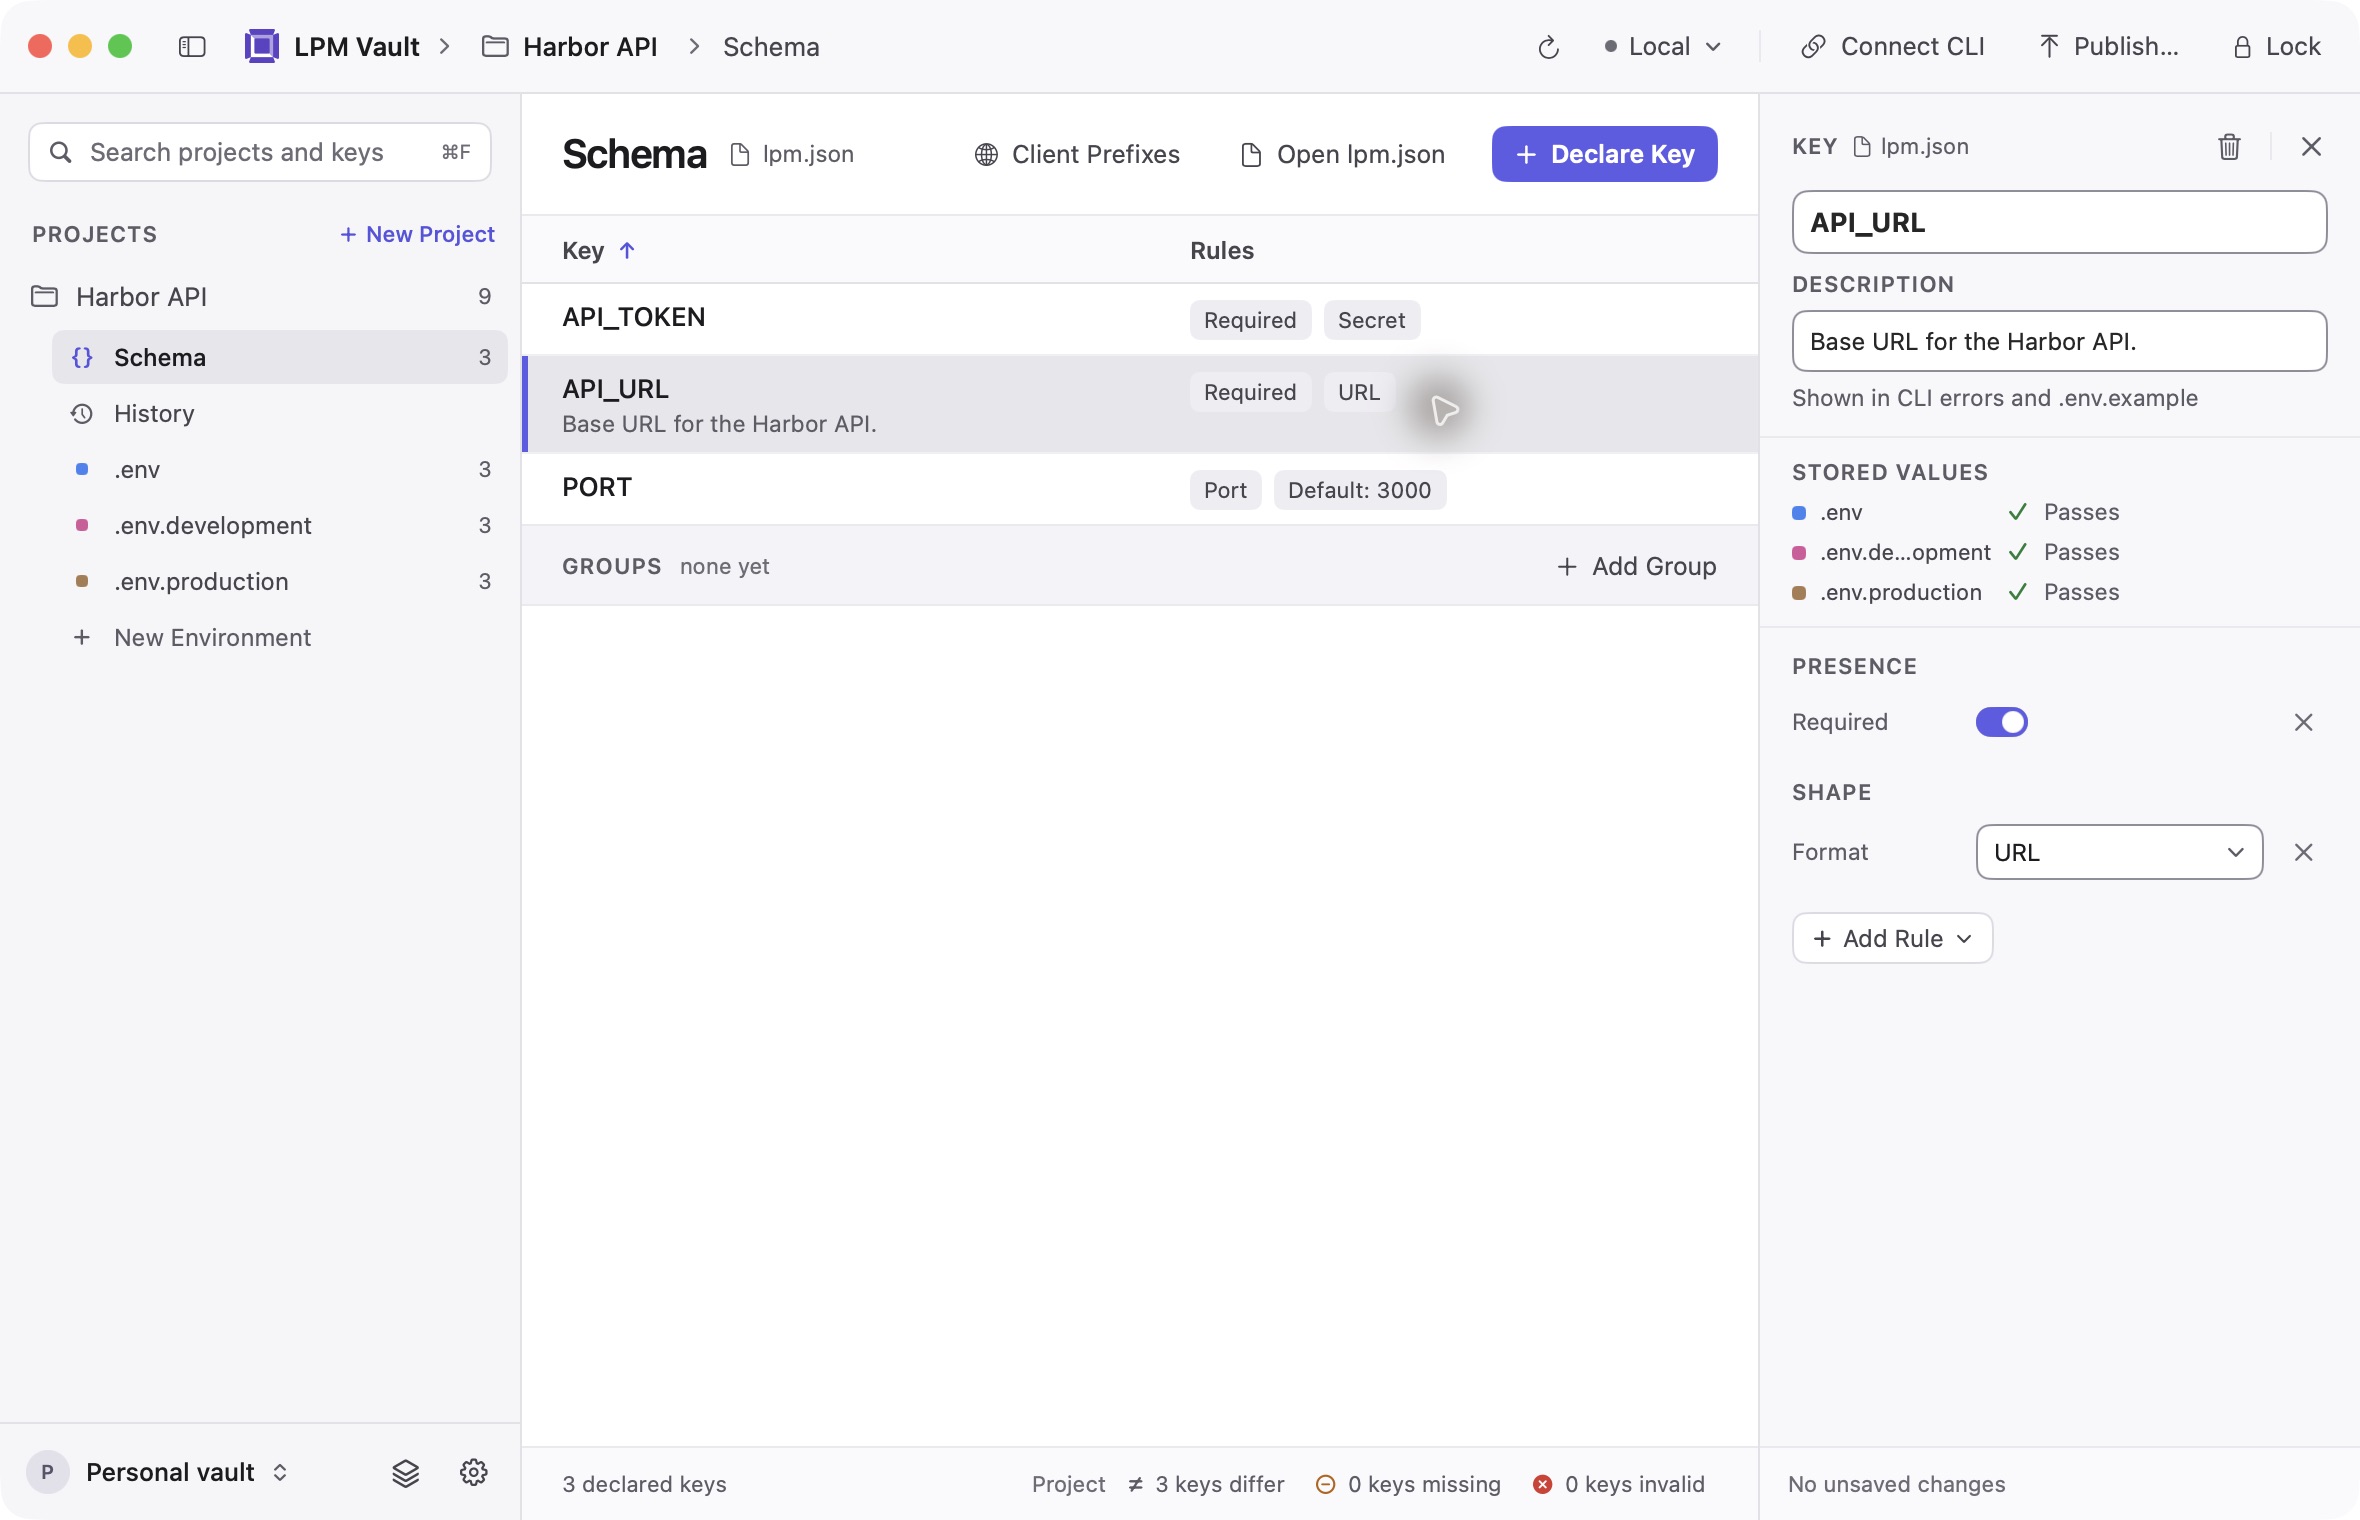 LPM Vault
Harbor API
Schema
Local
Connect CLI
Publish...
Lock
Search projects and keys
⌘F
PROJECTS
+ New Project
Harbor API 9
{} Schema 3
History
.env 3
.env.development 3
.env.production 3
+ New Environment
P Personal vault
Schema
lpm.json
Client Prefixes
Open lpm.json
+ Declare Key
Key ↑ Rules
API_TOKEN Required Secret
API_URL Required URL
Base URL for the Harbor API.
PORT Port Default: 3000
GROUPS none yet
+ Add Group
3 declared keys
Project ≠ 3 keys differ
0 keys missing
0 keys invalid
KEY lpm.json
API_URL
DESCRIPTION
Base URL for the Harbor API.
Shown in CLI errors and .env.example
STORED VALUES
.env ✓ Passes
.env.de...opment ✓ Passes
.env.production ✓ Passes
PRESENCE
Required
SHAPE
Format URL
+ Add Rule
No unsaved changes